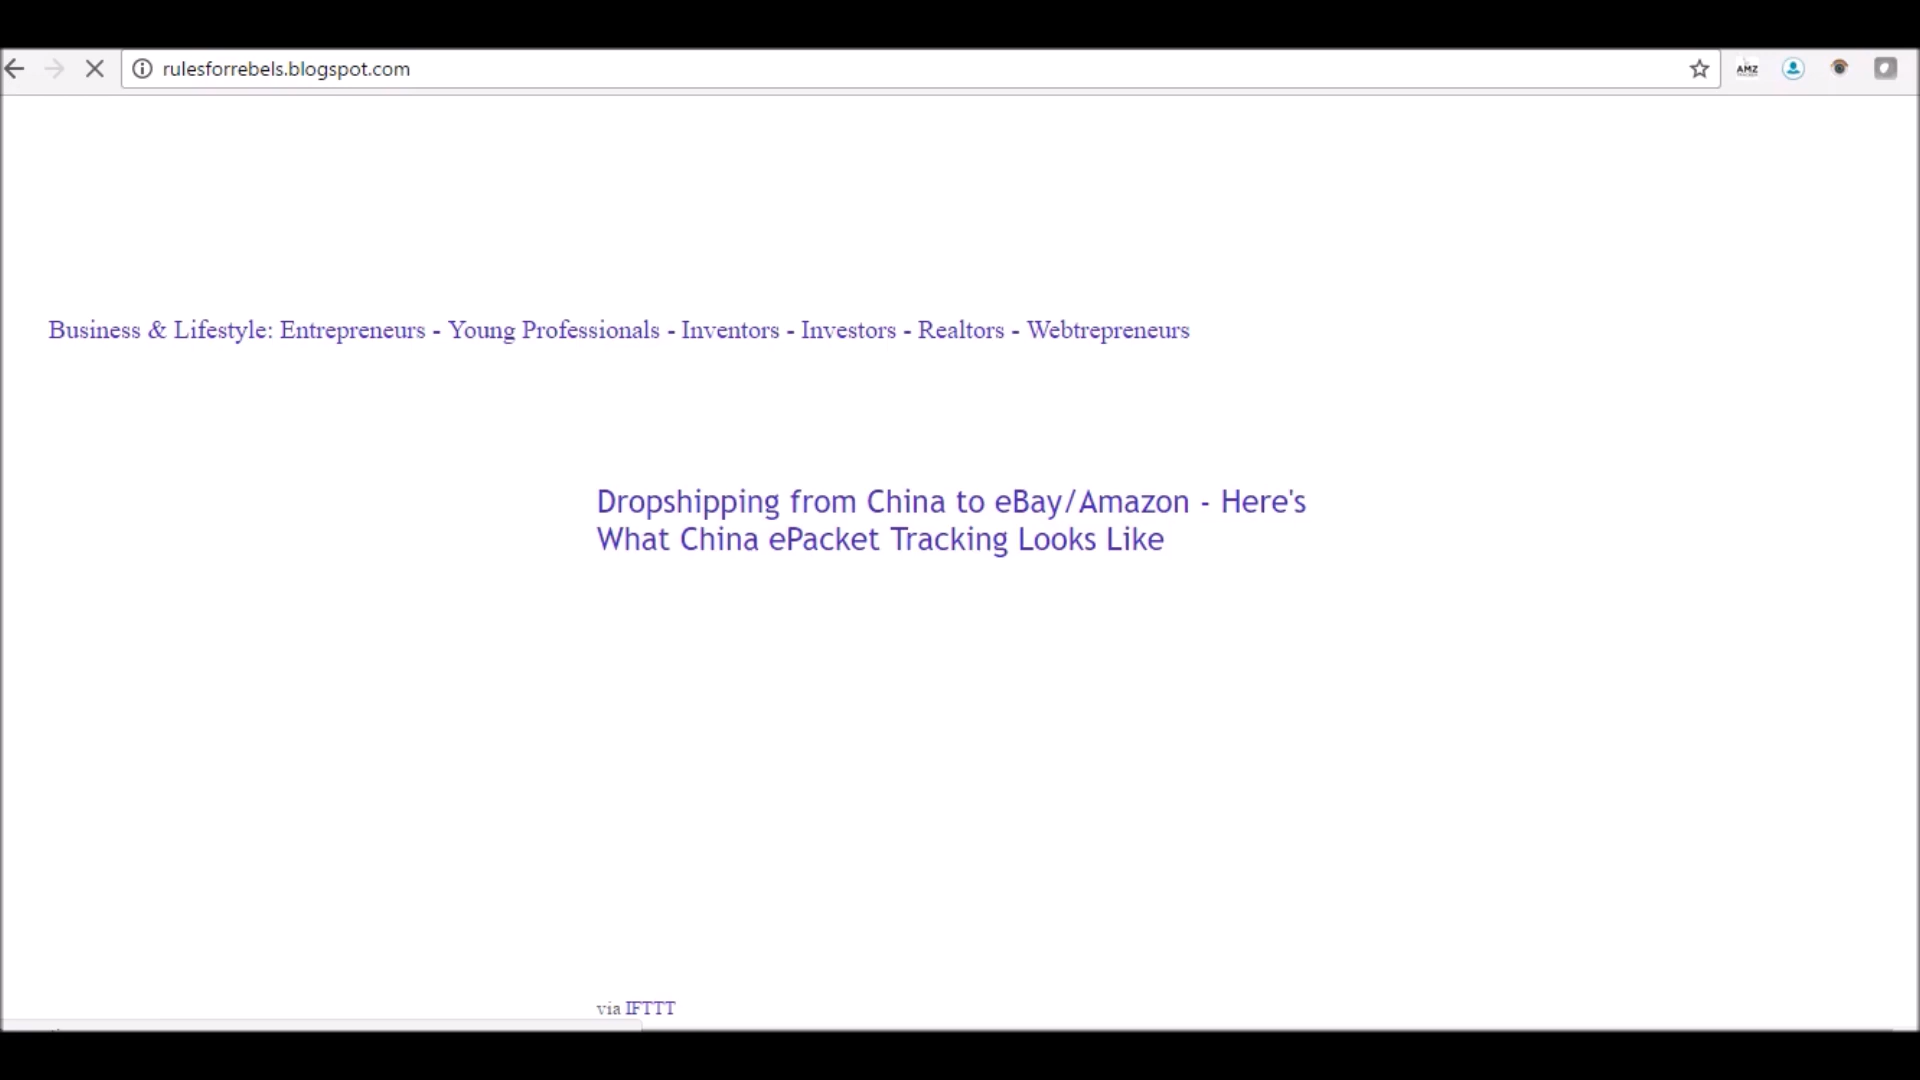 rulesforrebels.blogspot.com
AMZ
Business & Lifestyle: Entrepreneurs - Young Professionals - Inventors - Investors - Realtors - Webtrepreneurs
Dropshipping from China to eBay/Amazon - Here's
What China ePacket Tracking Looks Like
via IFTTT